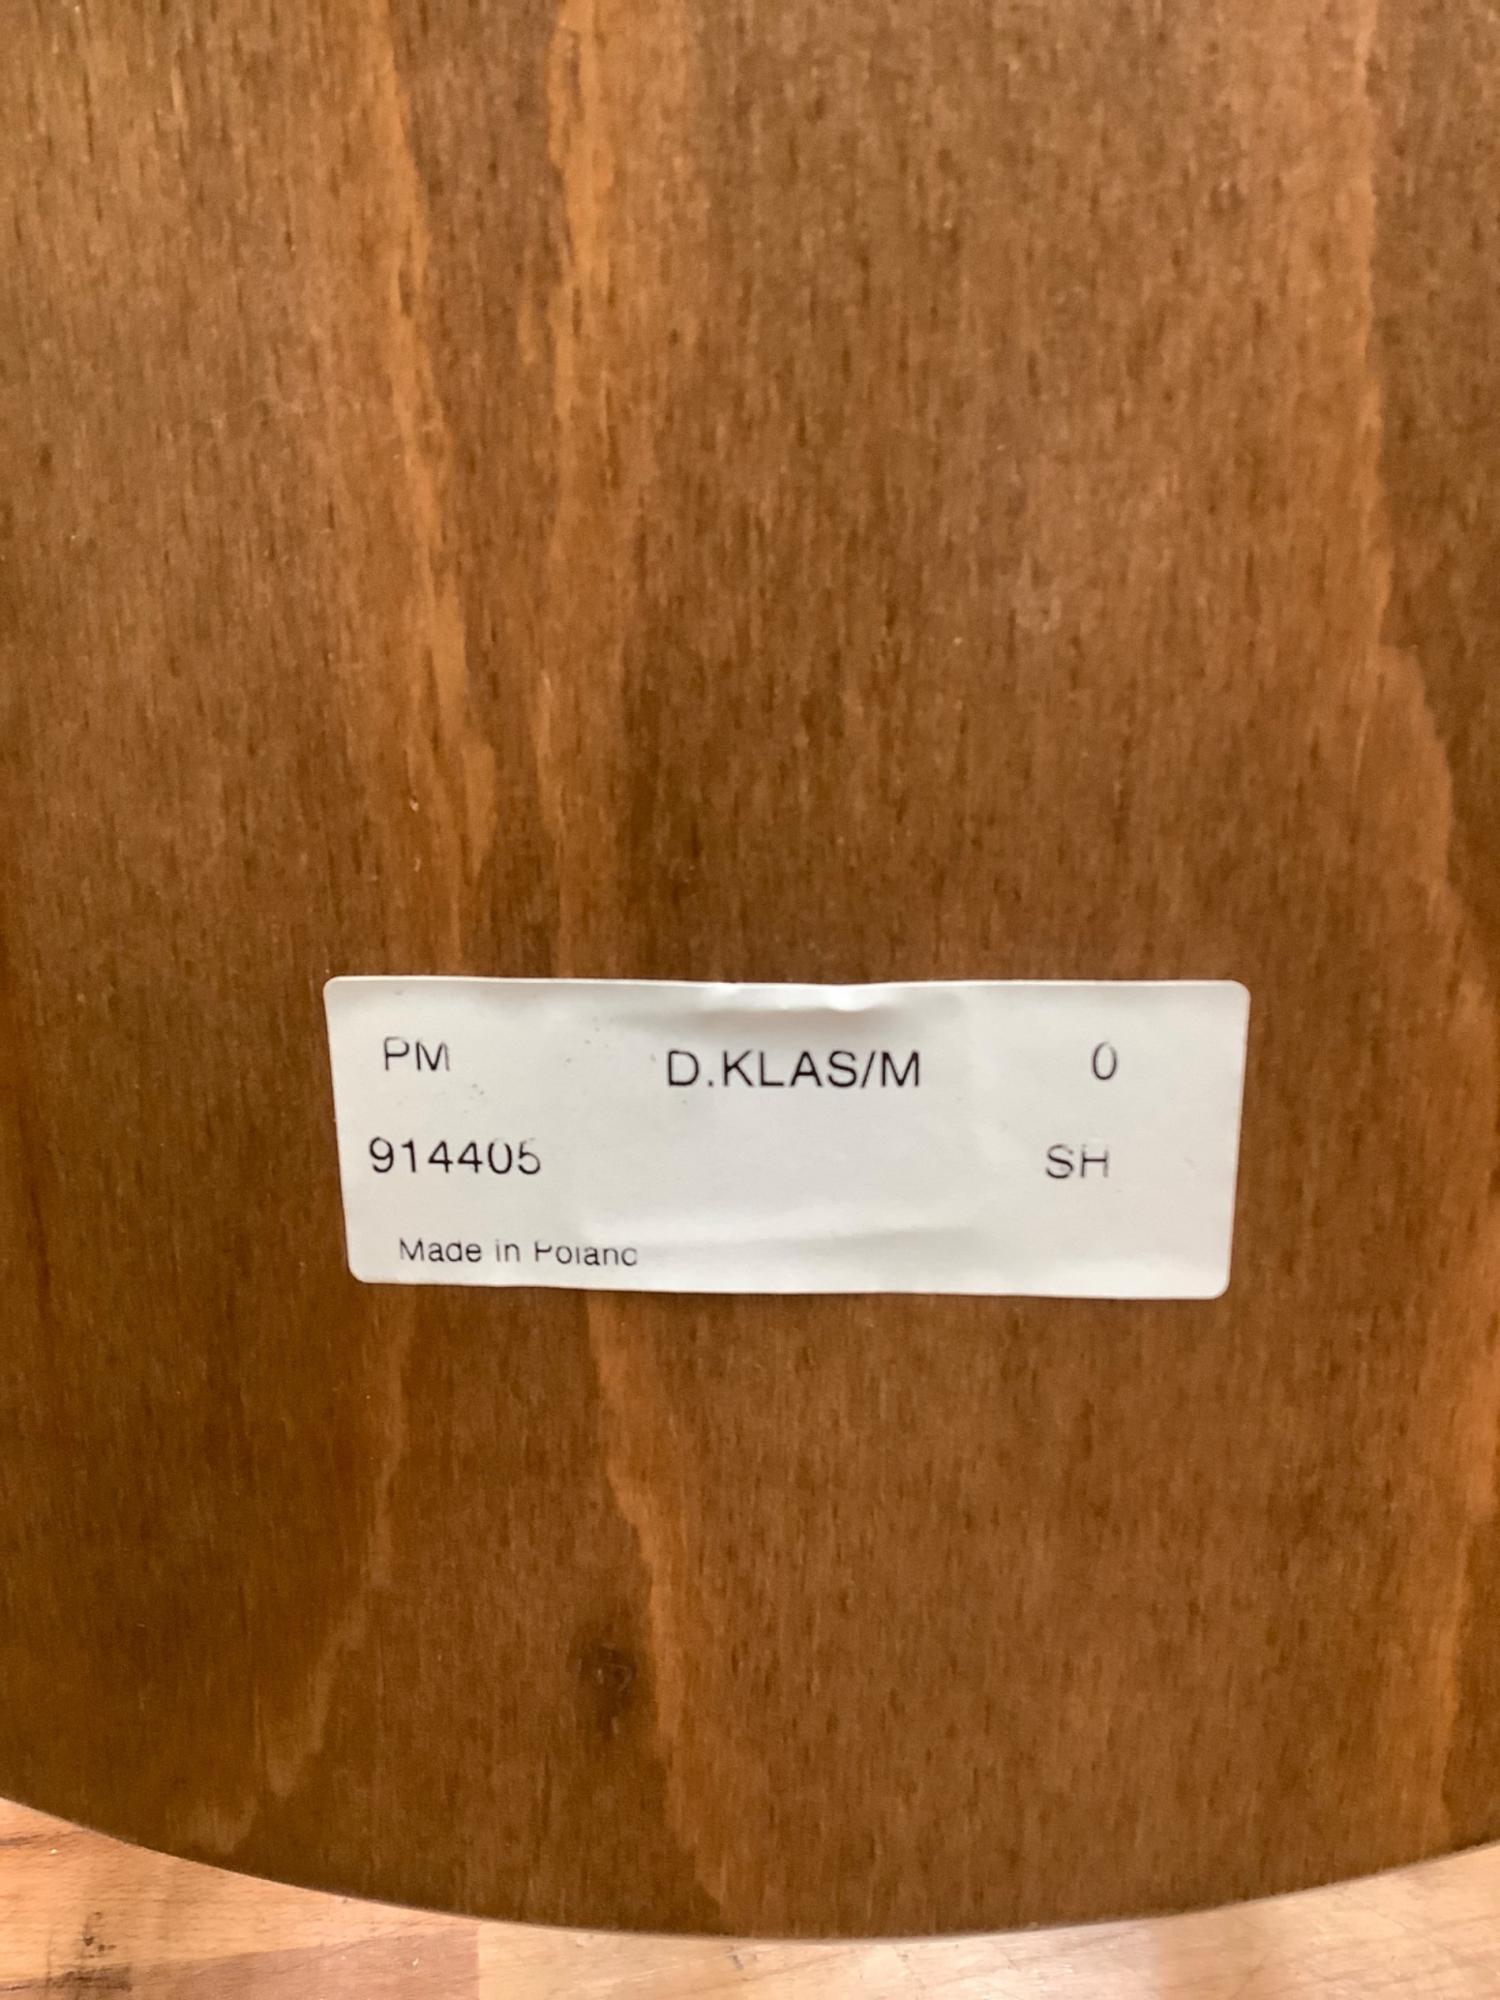 PM D.KLAS/M 0
914405 SH
Made in Poland